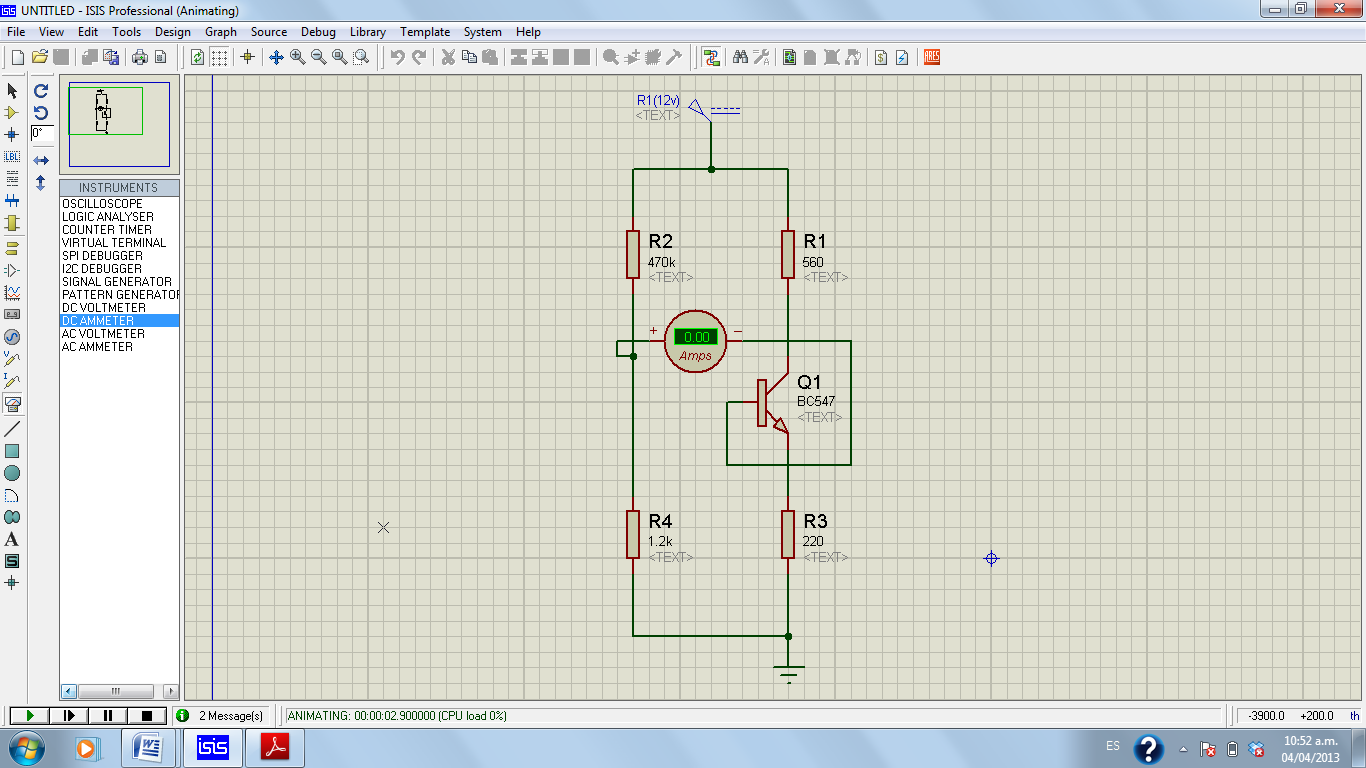 UNTITLED - ISIS Professional (Animating)
File View Edit Tools Design Graph Source Debug Library Template System Help
LBL
0°
INSTRUMENTS
OSCILLOSCOPE
LOGIC ANALYSER
COUNTER TIMER
VIRTUAL TERMINAL
SPI DEBUGGER
I2C DEBUGGER
SIGNAL GENERATOR
PATTERN GENERATOR
DC VOLTMETER
DC AMMETER
AC VOLTMETER
AC AMMETER
R1(12v)
<TEXT>
R2
470k
<TEXT>
R1
560
<TEXT>
+ 0.00 −
Amps
Q1
BC547
<TEXT>
R4
1.2k
<TEXT>
R3
220
<TEXT>
2 Message(s)
ANIMATING: 00:00:02.900000 (CPU load 0%)
-3900.0 +200.0 th
isis
ES
10:52 a.m.
04/04/2013